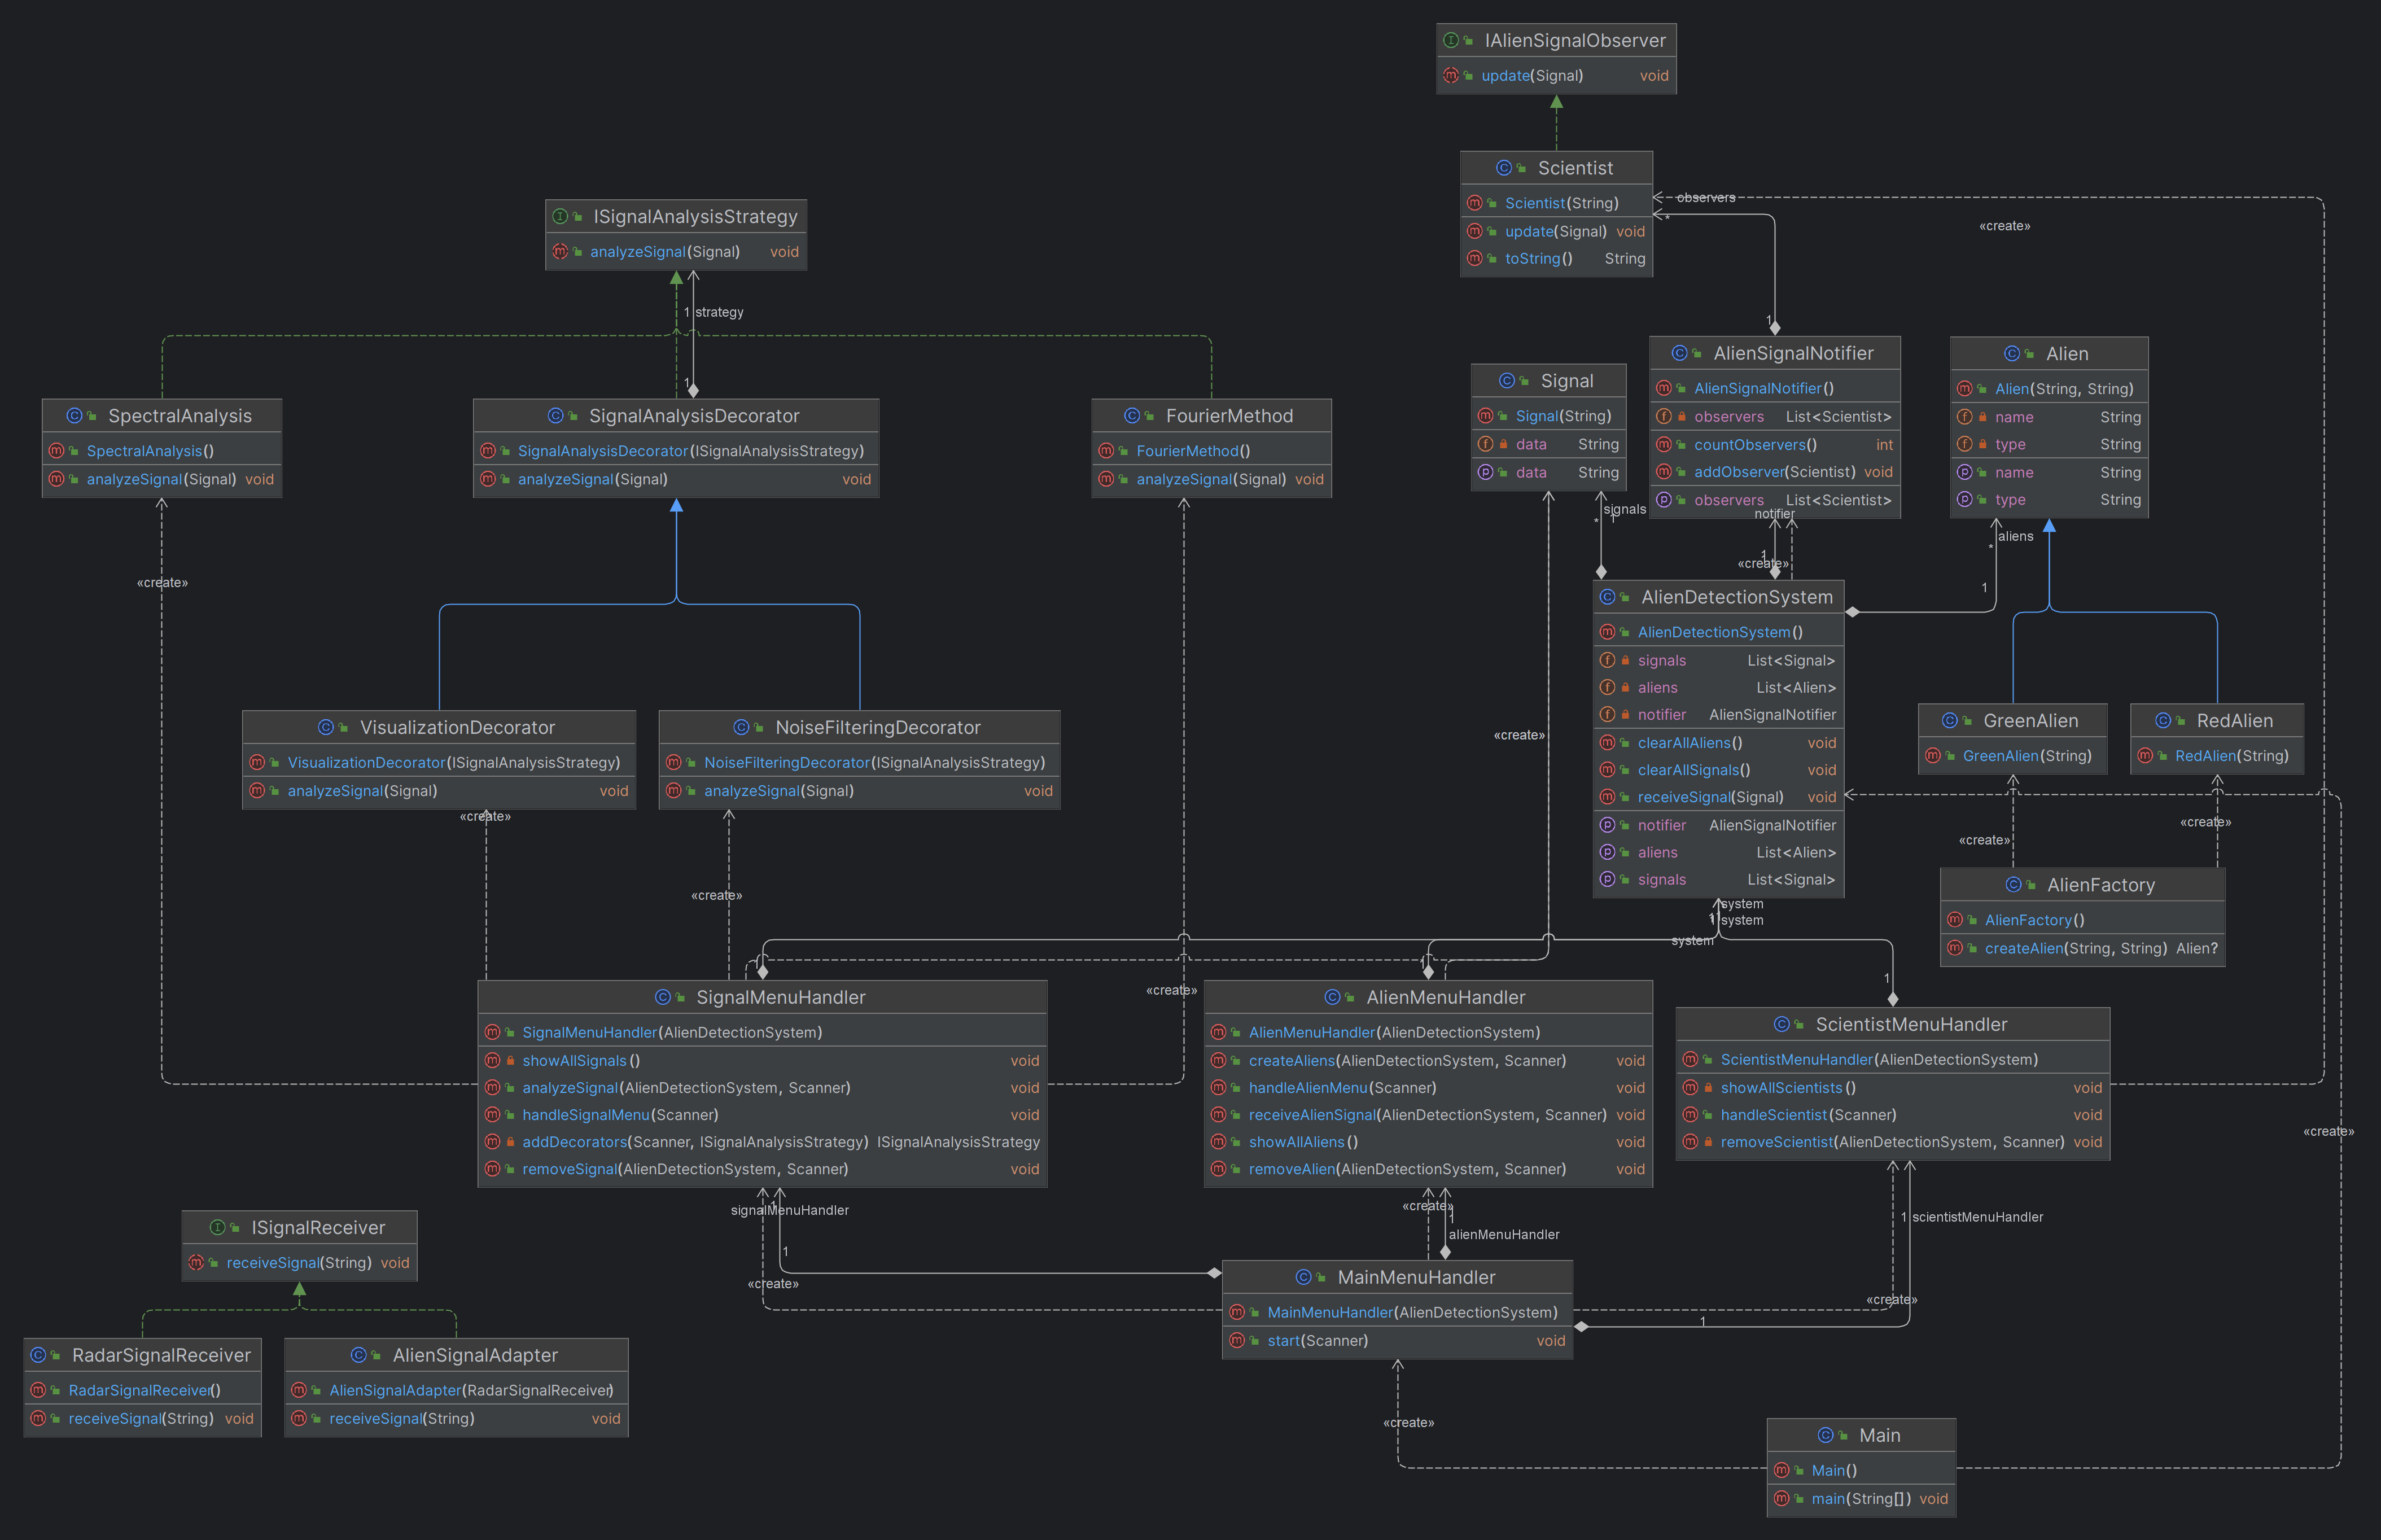 IAlienSignalObserver
update(Signal) void
Scientist
Scientist(String)
update(Signal) void
toString() String
observers
*
1
«create»
ISignalAnalysisStrategy
analyzeSignal(Signal) void
1 strategy
1
SpectralAnalysis
SpectralAnalysis()
analyzeSignal(Signal) void
SignalAnalysisDecorator
SignalAnalysisDecorator(ISignalAnalysisStrategy)
analyzeSignal(Signal) void
FourierMethod
FourierMethod()
analyzeSignal(Signal) void
Signal
Signal(String)
data String
data String
AlienSignalNotifier
AlienSignalNotifier()
observers List<Scientist>
countObservers() int
addObserver(Scientist) void
observers List<Scientist>
Alien
Alien(String, String)
name String
type String
name String
type String
signals
*
1
notifier
1
«create»
aliens
*
1
«create»
AlienDetectionSystem
AlienDetectionSystem()
signals List<Signal>
aliens List<Alien>
notifier AlienSignalNotifier
clearAllAliens() void
clearAllSignals() void
receiveSignal(Signal) void
notifier AlienSignalNotifier
aliens List<Alien>
signals List<Signal>
VisualizationDecorator
VisualizationDecorator(ISignalAnalysisStrategy)
analyzeSignal(Signal) void
NoiseFilteringDecorator
NoiseFilteringDecorator(ISignalAnalysisStrategy)
analyzeSignal(Signal) void
«create»
GreenAlien
GreenAlien(String)
RedAlien
RedAlien(String)
«create»
«create»
«create»
«create»
AlienFactory
AlienFactory()
createAlien(String, String) Alien?
system
1 system
system
1
«create»
SignalMenuHandler
SignalMenuHandler(AlienDetectionSystem)
showAllSignals() void
analyzeSignal(AlienDetectionSystem, Scanner) void
handleSignalMenu(Scanner) void
addDecorators(Scanner, ISignalAnalysisStrategy) ISignalAnalysisStrategy
removeSignal(AlienDetectionSystem, Scanner) void
AlienMenuHandler
AlienMenuHandler(AlienDetectionSystem)
createAliens(AlienDetectionSystem, Scanner) void
handleAlienMenu(Scanner) void
receiveAlienSignal(AlienDetectionSystem, Scanner) void
showAllAliens() void
removeAlien(AlienDetectionSystem, Scanner) void
ScientistMenuHandler
ScientistMenuHandler(AlienDetectionSystem)
showAllScientists() void
handleScientist(Scanner) void
removeScientist(AlienDetectionSystem, Scanner) void
«create»
signalMenuHandler
1
1
«create»
«create»
1
alienMenuHandler
1 scientistMenuHandler
«create»
1
ISignalReceiver
receiveSignal(String) void
RadarSignalReceiver
RadarSignalReceiver()
receiveSignal(String) void
AlienSignalAdapter
AlienSignalAdapter(RadarSignalReceiver)
receiveSignal(String) void
MainMenuHandler
MainMenuHandler(AlienDetectionSystem)
start(Scanner) void
«create»
Main
Main()
main(String[]) void